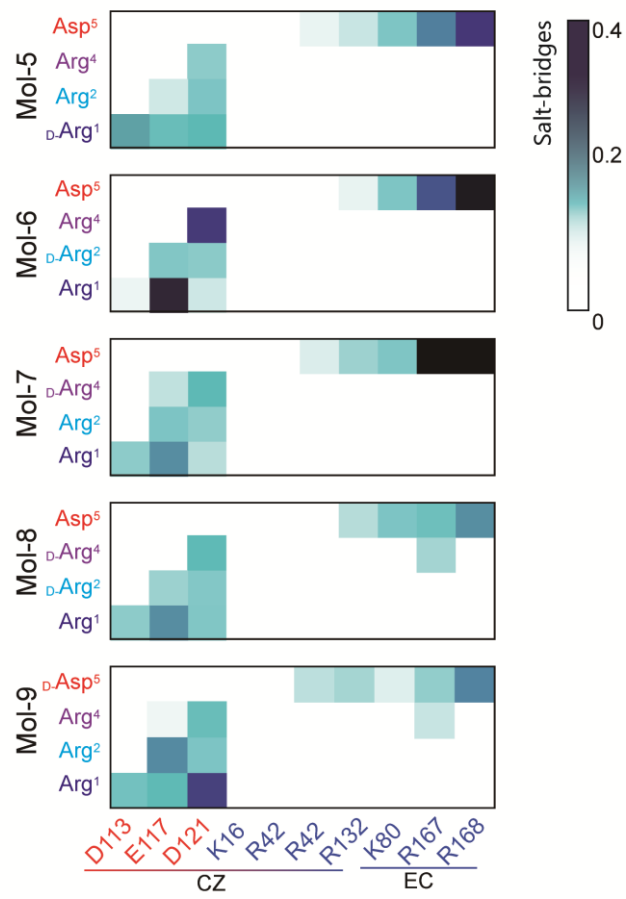 Mol-5
Asp⁵
Arg⁴
Arg²
D-Arg¹
Mol-6
Asp⁵
Arg⁴
D-Arg²
Arg¹
Mol-7
Asp⁵
D-Arg⁴
Arg²
Arg¹
Mol-8
Asp⁵
D-Arg⁴
D-Arg²
Arg¹
Mol-9
D-Asp⁵
Arg⁴
Arg²
Arg¹
D113 E117 D121 K16 R42 R42 R132 K80 R167 R168
CZ EC
Salt-bridges
0.4
0.2
0